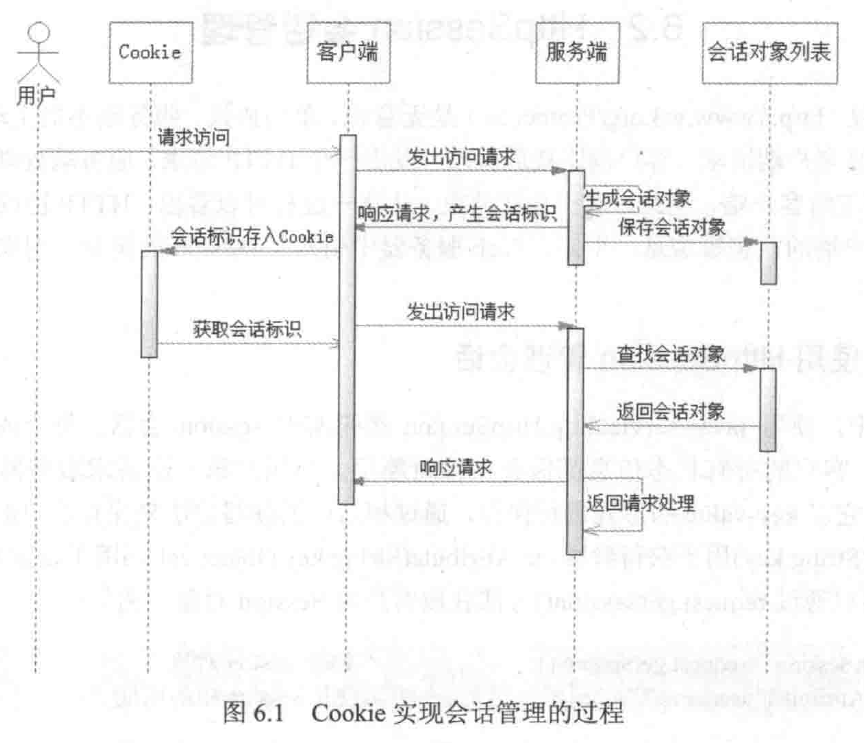 Cookie
客户端
服务端
会话对象列表
用户
请求访问
发出访问请求
生成会话对象
响应请求，产生会话标识
保存会话对象
会话标识存入Cookie
发出访问请求
获取会话标识
查找会话对象
返回会话对象
响应请求
返回请求处理
图 6.1 Cookie 实现会话管理的过程